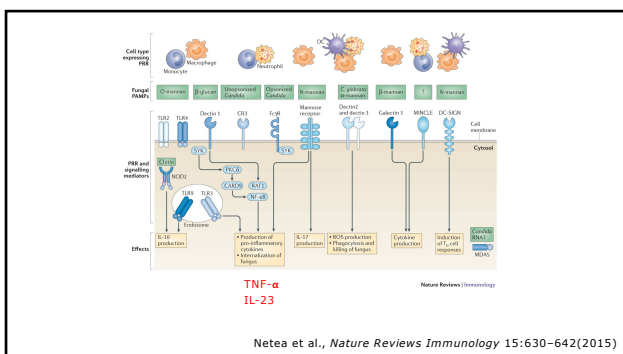 Cell type
expressing
PRR
Monocyte
Macrophage
Neutrophil
DC
Fungal
PAMPs
O-mannan
β-glucan
Unopsonized
Candida
Opsonized
Candida
N-mannan
C. glabrata
α-mannan
β-mannan
?
N-mannan
TLR2
TLR4
Dectin 1
CR3
FcγR
Mannose
receptor
Dectin2
and dectin 3
Galectin 3
MINCLE
DC-SIGN
Cell
membrane
Cytosol
PRR and
signalling
mediators
SYK
SYK
PKCδ
CARD9
RAF1
NF-κB
Chitin
NOD2
TLR9
TLR3
Endosome
Effects
IL-10
production
• Production of
pro-inflammatory
cytokines
• Internalization of
fungus
IL-17
production
• ROS production
• Phagocytosis and
killing of fungus
Cytokine
production
Induction
of TH cell
responses
Candida
RNA?
MDA5
Nature Reviews | Immunology
TNF-α
IL-23
Netea et al., Nature Reviews Immunology 15:630–642(2015)